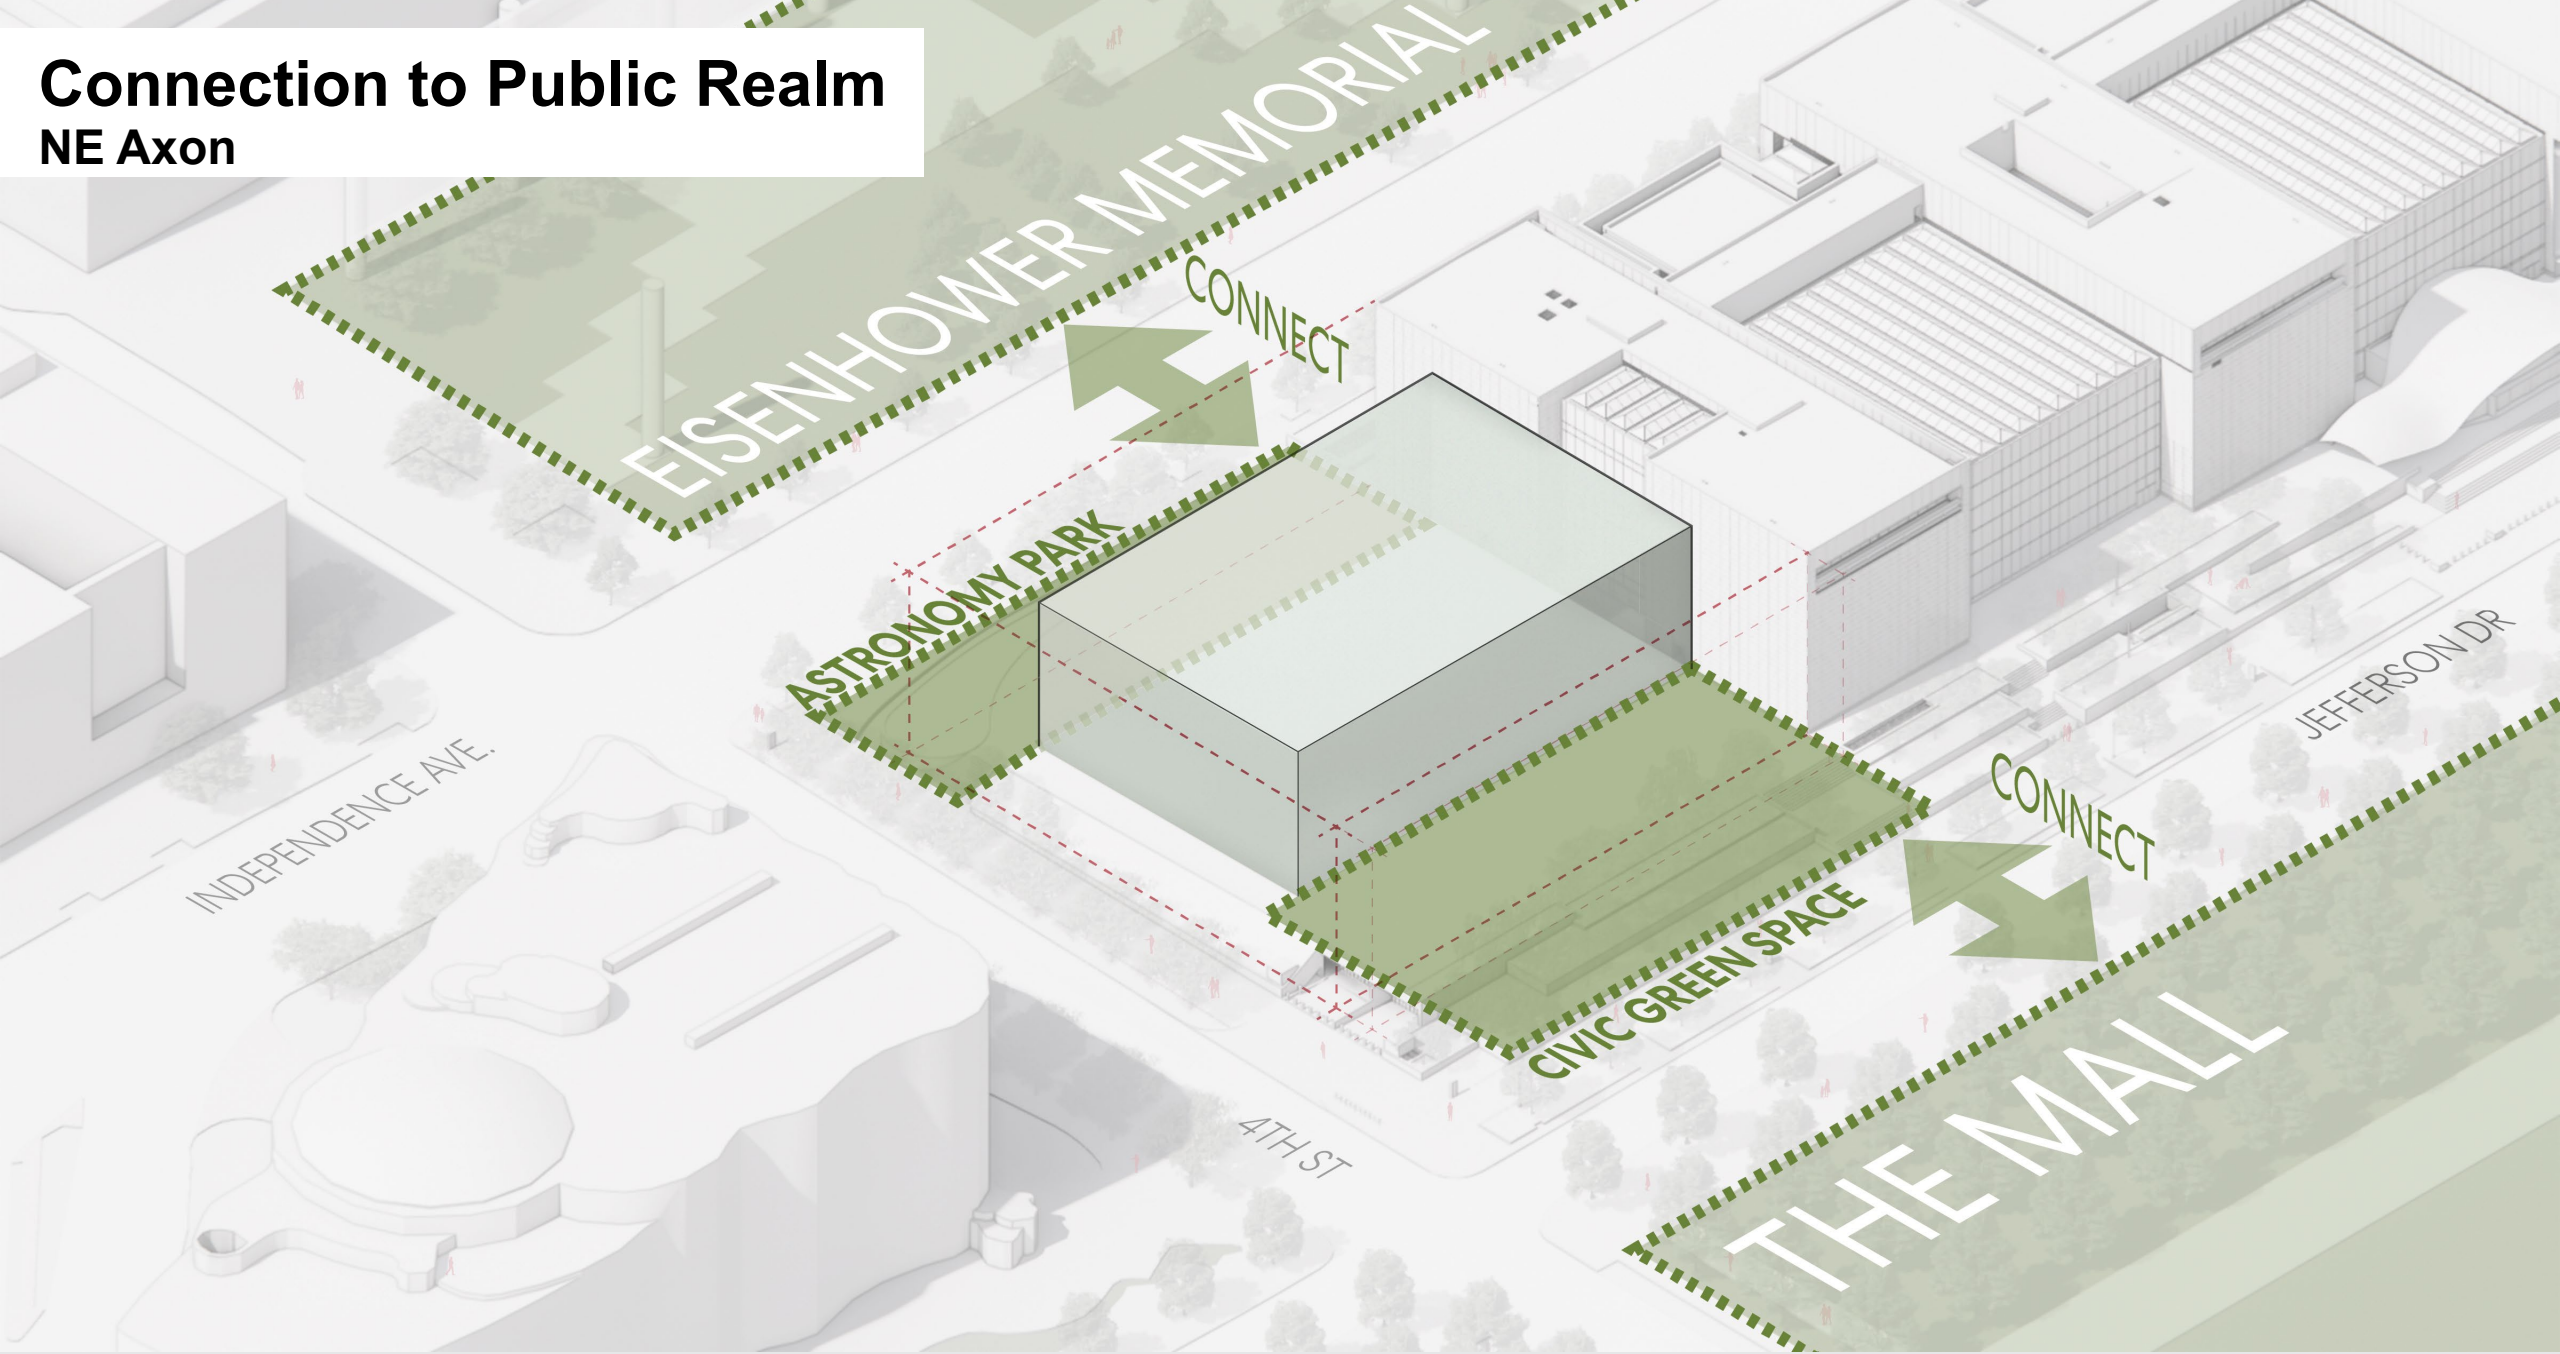 Connection to Public Realm
NE Axon
EISENHOWER MEMORIAL
CONNECT
ASTRONOMY PARK
INDEPENDENCE AVE.
JEFFERSON DR
CONNECT
CIVIC GREEN SPACE
THE MALL
4TH ST